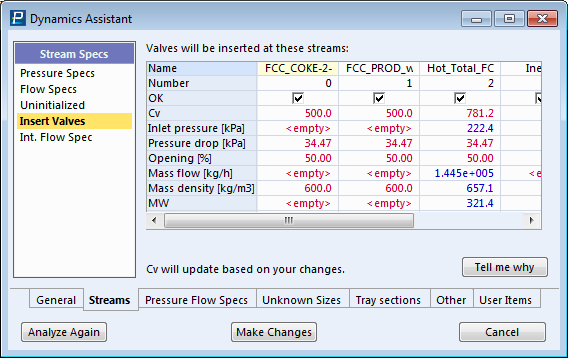 Dynamics Assistant
Stream Specs
Pressure Specs
Flow Specs
Uninitialized
Insert Valves
Int. Flow Spec
Valves will be inserted at these streams:
Name FCC_COKE-2- FCC_PROD_w Hot_Total_FC Ine
Number 0 1 2
OK
Cv 500.0 500.0 781.2
Inlet pressure [kPa] <empty> <empty> 222.4
Pressure drop [kPa] 34.47 34.47 34.47
Opening [%] 50.00 50.00 50.00
Mass flow [kg/h] <empty> <empty> 1.445e+005 <e
Mass density [kg/m3] 600.0 600.0 657.1
MW <empty> <empty> 321.4
Cv will update based on your changes.
Tell me why
General Streams Pressure Flow Specs Unknown Sizes Tray sections Other User Items
Analyze Again Make Changes Cancel